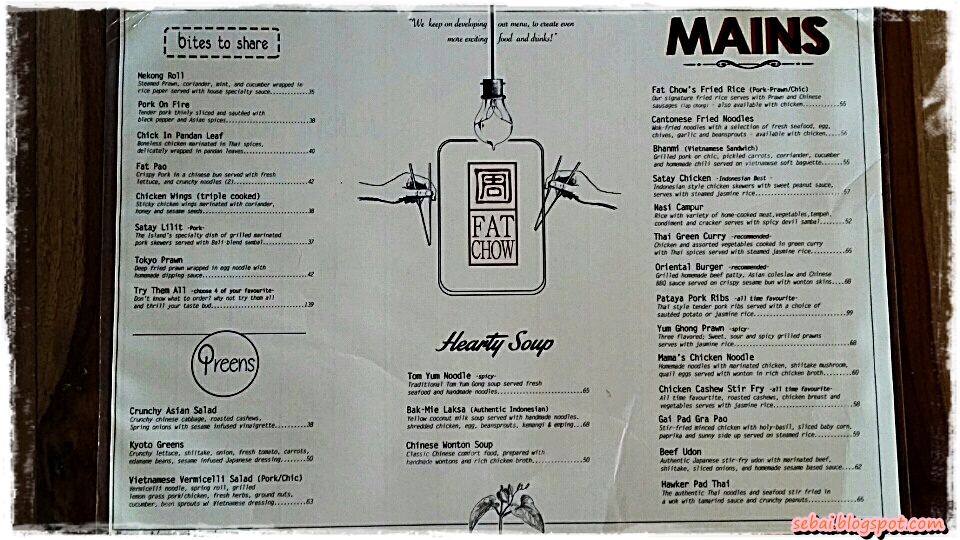 bites to share
Mekong Roll
Steamed Prawn, coriander, mint, and cucumber wrapped in
rice paper served with house specialty sauce.............35
Pork On Fire
Tender pork thinly sliced and sautéed with
black pepper and Asian spices.............38
Chick In Pandan Leaf
Boneless chicken marinated in Thai spices,
delicately wrapped in pandan leaves.............40
Fat Pao
Crispy Pork in a chinese bun served with fresh
lettuce, and crunchy noodles (2).............42
Chicken Wings (triple cooked)
Sticky chicken wings marinated with coriander,
honey and sesame seeds.............38
Satay Lilit -Pork-
The Island's specialty dish of grilled marinated
pork skewers served with Bali-blend sambal.............37
Tokyo Prawn
Deep fried prawn wrapped in egg noodle with
homemade dipping sauce.............42
Try Them All -choose 4 of your favourite-
Don't know what to order? why not try them all
and thrill your taste bud.............139
Greens
Crunchy Asian Salad
Crunchy chinese cabbage, roasted cashews,
Spring onions with sesame infused vinaigrette.............38
Kyoto Greens
Crunchy lettuce, shiitake, onion, fresh tomato, carrots,
edamame beans, sesame infused Japanese dressing.............50
Vietnamese Vermicelli Salad (Pork/Chic)
Vermicelli noodle, spring roll, grilled
lemon grass pork/chicken, fresh herbs, ground nuts,
cucumber, bean sprouts w/ Vietnamese dressing.............63
"We keep on developing our menu, to create even
more exciting food and drinks!"
周
FAT
CHOW
Hearty Soup
Tom Yum Noodle -spicy-
Traditional Tom Yum Gong soup served fresh
seafood and handmade noodles.............65
Bak-Mie Laksa (Authentic Indonesian)
Yellow coconut milk soup served with handmade noodles,
shredded chicken, egg, beansprouts, kemangi & emping...68
Chinese Wonton Soup
Classic Chinese comfort food, prepared with
handmade wontons and rich chicken broth.............50
MAINS
Fat Chow's Fried Rice (Pork-Prawn/Chic)
Our signature fried rice serves with Prawn and Chinese
sausages (lap chong) - also available with chicken.....55
Cantonese Fried Noodles
Wok-fried noodles with a selection of fresh seafood, egg,
chives, garlic and beansprouts - available with chicken.....56
Bhanmi (Vietnamese Sandwich)
Grilled pork or chic, pickled carrots, corriander, cucumber
and homemade chili served on vietnamese soft baguette.....55
Satay Chicken -Indonesian Best -
Indonesian style chicken skewers with sweet peanut sauce,
serves with steamed jasmine rice.............57
Nasi Campur
Rice with variety of home-cooked meat,vegetables,tempeh,
condiment and cracker serves with spicy devil sambal.....52
Thai Green Curry -recommended-
Chicken and assorted vegetables cooked in green curry
with Thai spices served with steamed jasmine rice.....65
Oriental Burger -recommended-
Grilled homemade beef patty, Asian coleslaw and Chinese
BBQ sauce served on crispy sesame bun with wonton skins....68
Pataya Pork Ribs -all time favourite-
Thai style tender pork ribs served with a choice of
sautéed potato or jasmine rice.............99
Yum Ghong Prawn -spicy-
Three flavored; Sweet, sour and spicy grilled prawns
serves with jasmine rice.............68
Mama's Chicken Noodle
Homemade noodles with marinated chicken, shiitake mushroom,
quail eggs served with wonton in rich chicken broth.....60
Chicken Cashew Stir Fry -all time favourite-
All time favourite, roasted cashews, chicken breast and
vegetables serves with jasmine rice.............58
Gai Pad Gra Pao
Stir-fried minced chicken with holy-basil, sliced baby corn,
paprika and sunny side up served on steamed rice.....59
Beef Udon
Authentic Japanese stir-fry udon with marinated beef,
shiitake, sliced onions, and homemade sesame based sauce....62
Hawker Pad Thai
The authentic Thai noodles and seafood stir fried in
a wok with tamarind sauce and crunchy peanuts.....66
sebai.blogspot.com